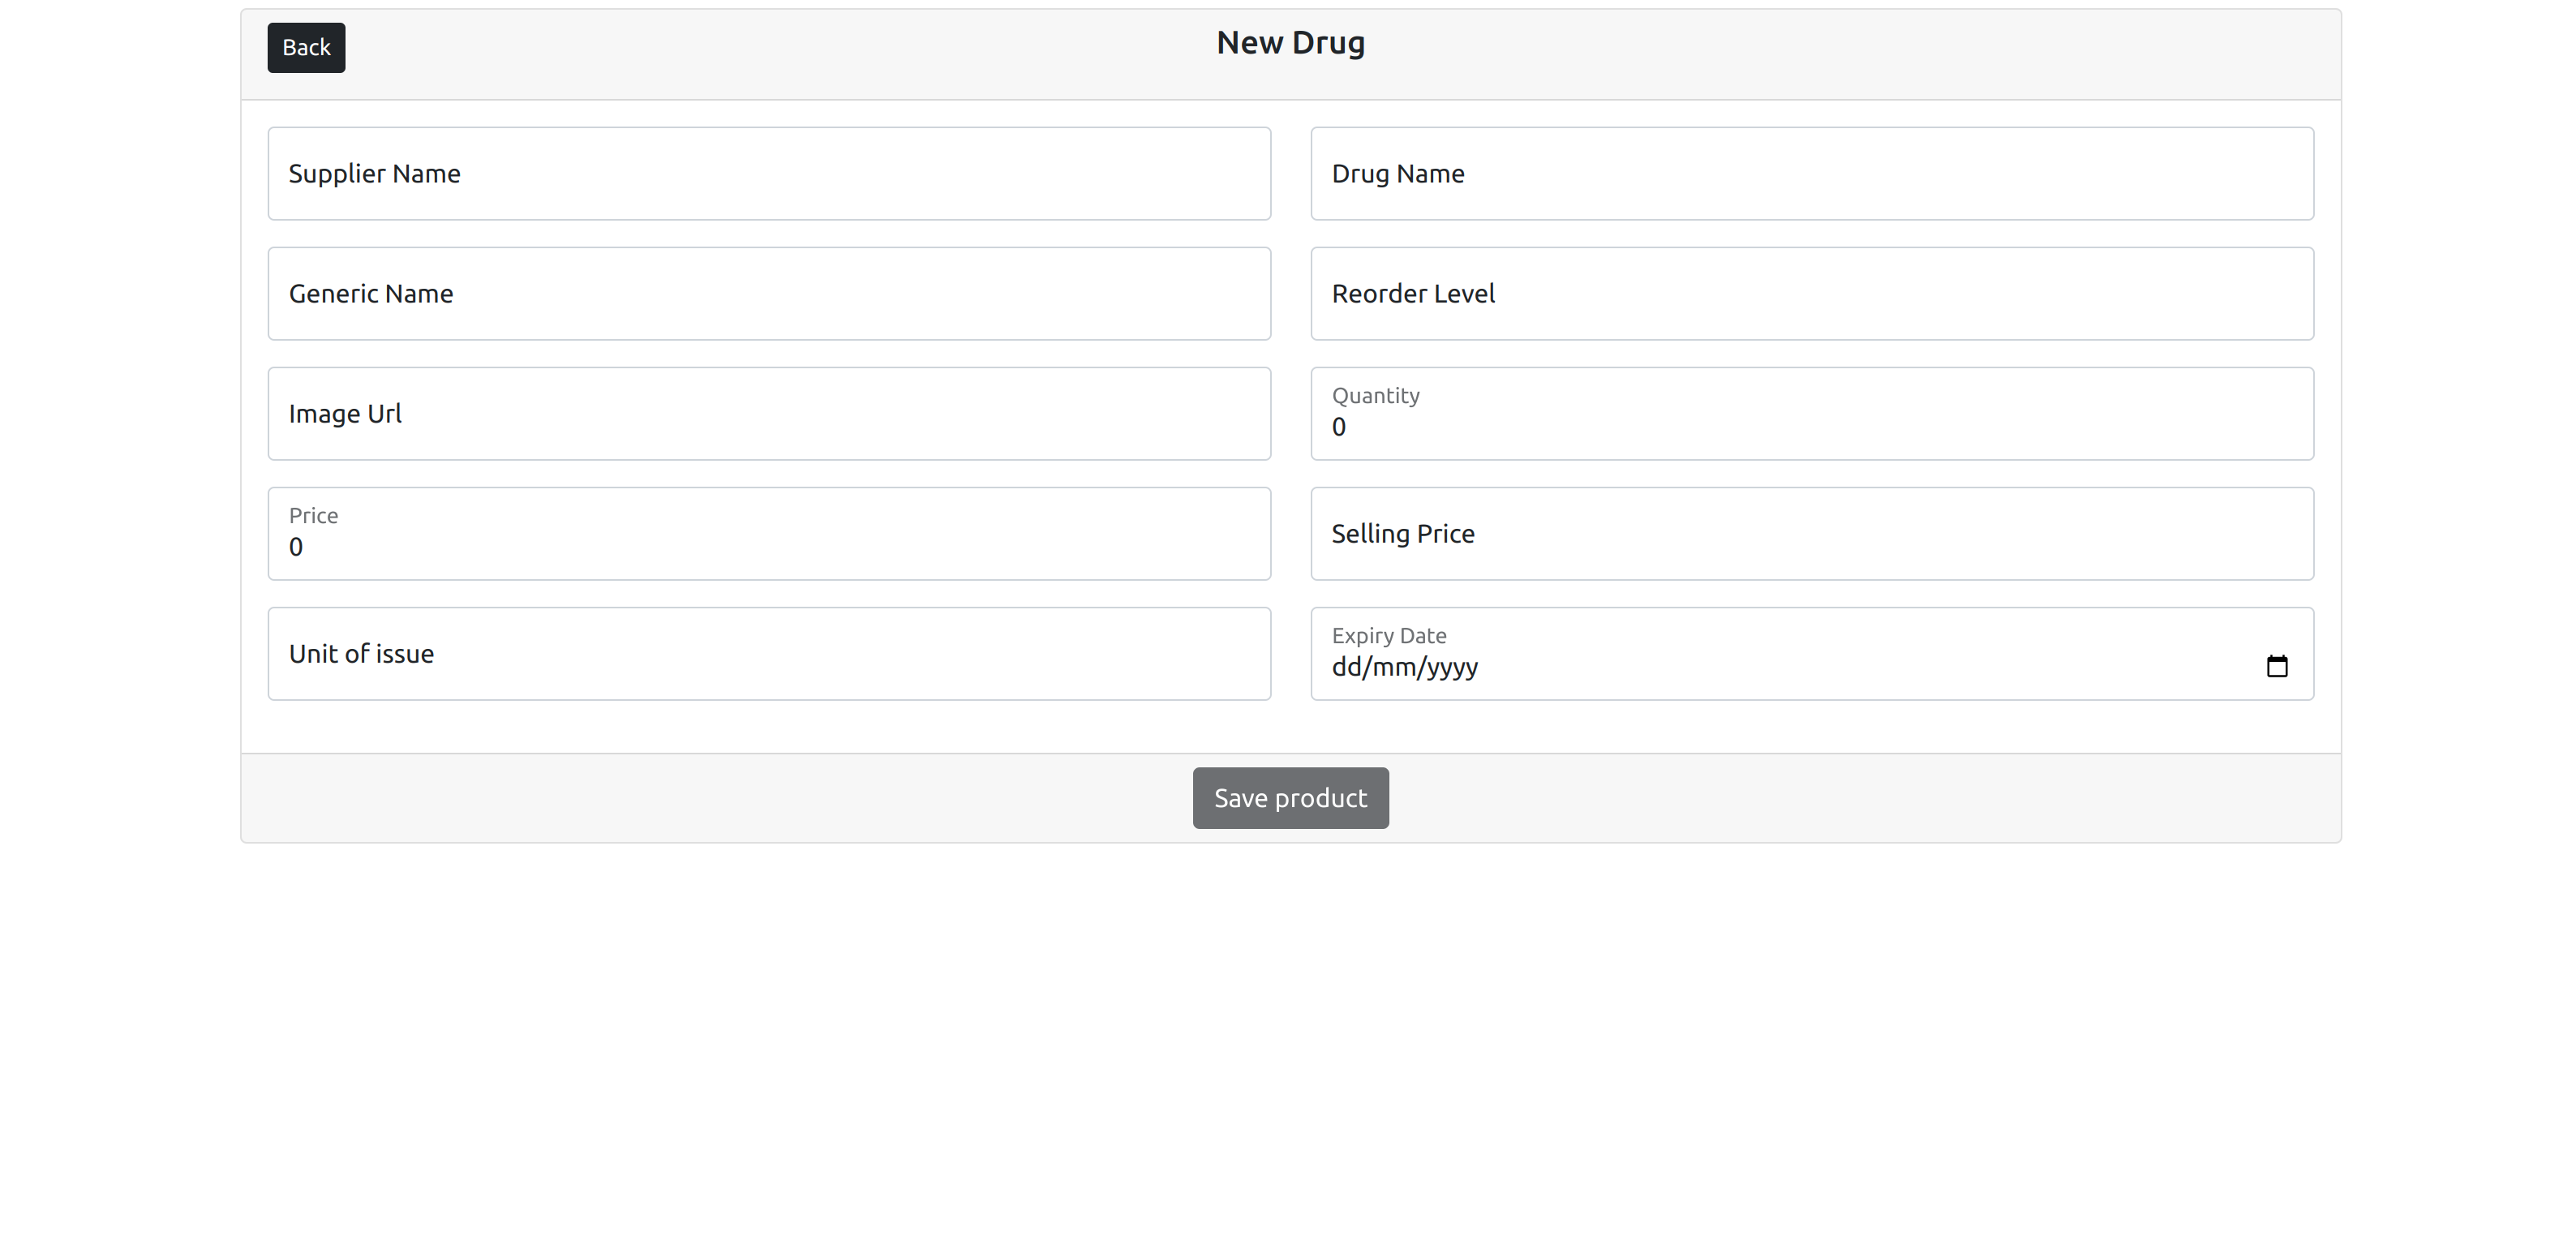 Back
New Drug
Supplier Name
Drug Name
Generic Name
Reorder Level
Image Url
Quantity
0
Price
0
Selling Price
Unit of issue
Expiry Date
dd/mm/yyyy
Save product